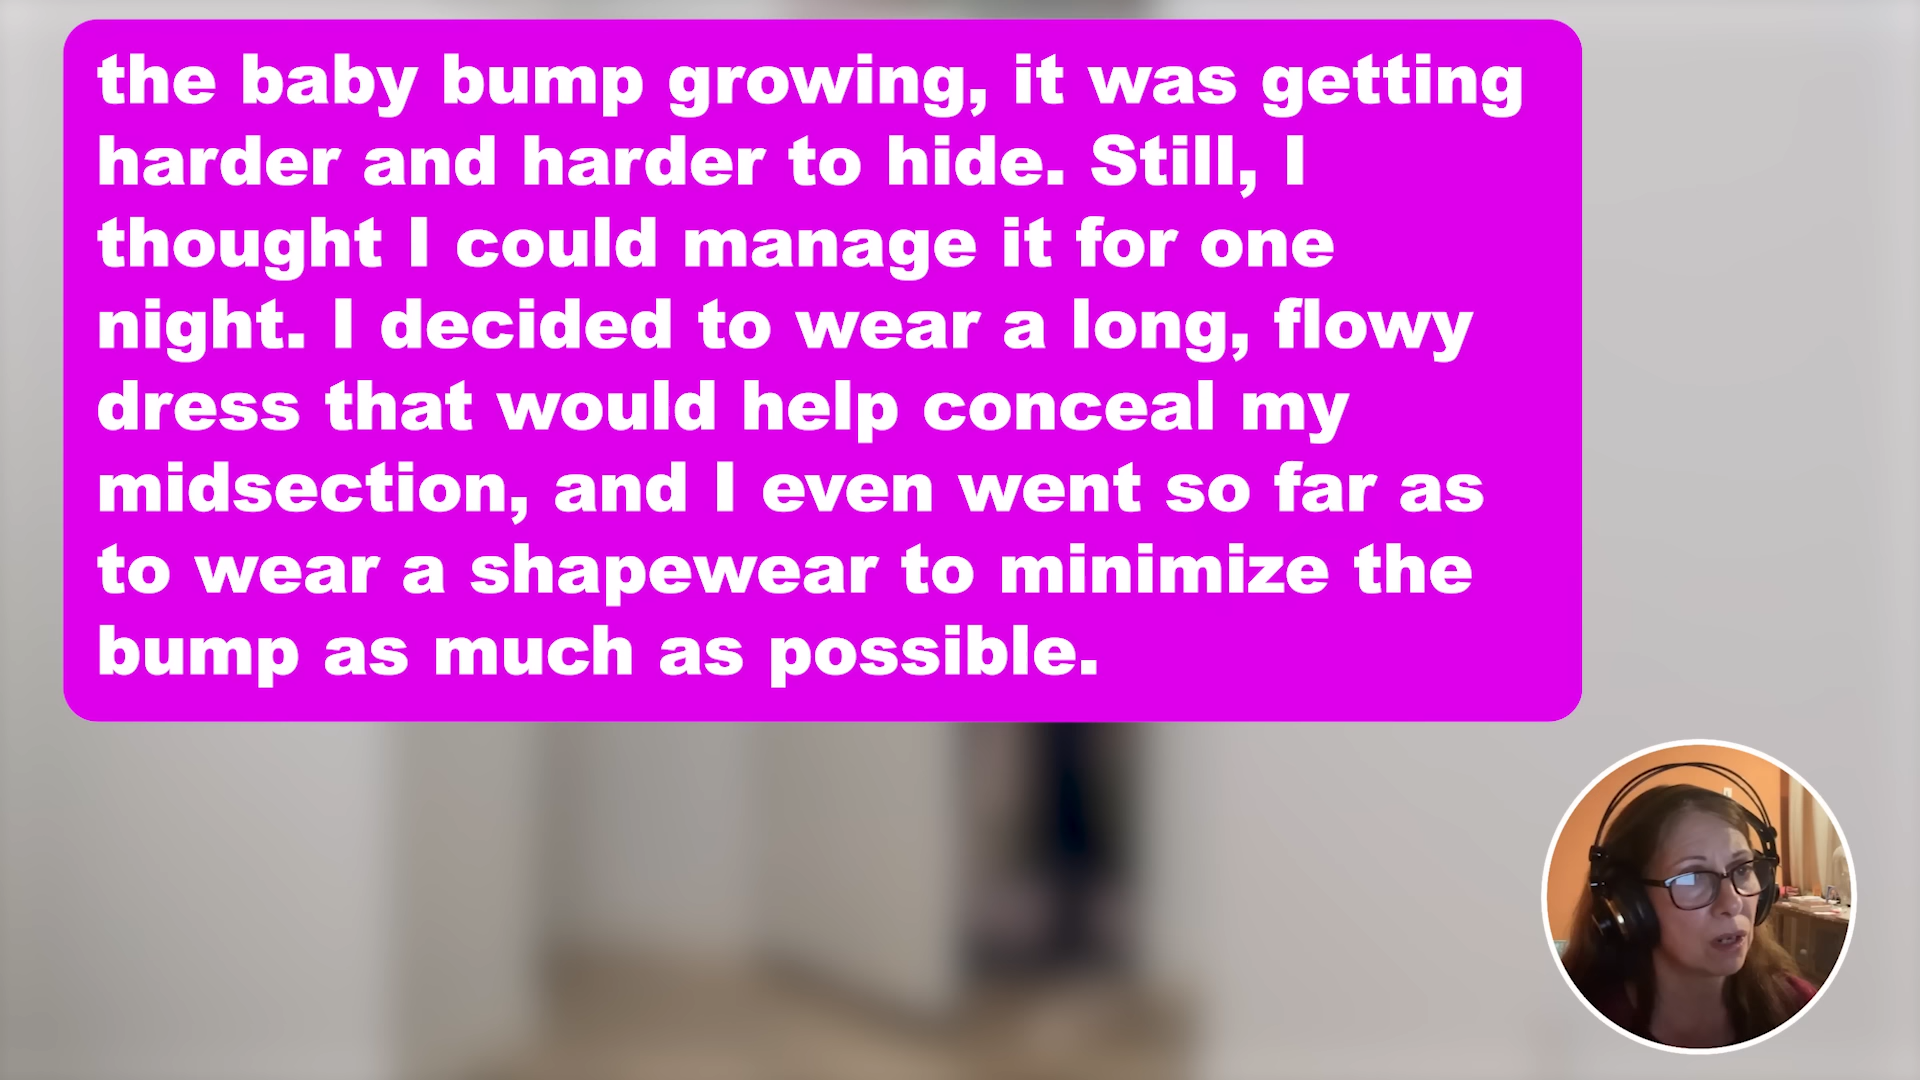 the baby bump growing, it was getting
harder and harder to hide. Still, I
thought I could manage it for one
night. I decided to wear a long, flowy
dress that would help conceal my
midsection, and I even went so far as
to wear a shapewear to minimize the
bump as much as possible.